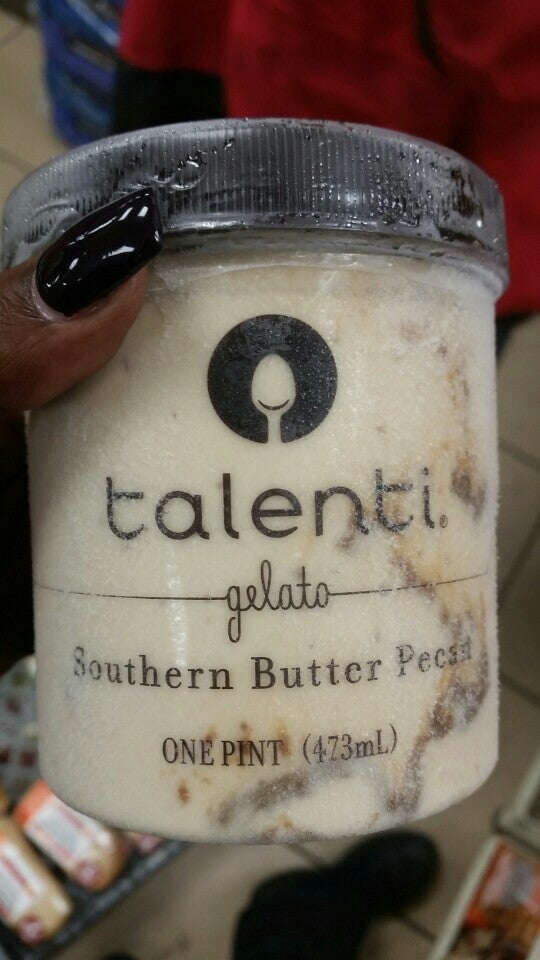 talenti®
gelato
Southern Butter Pecan
ONE PINT (473mL)